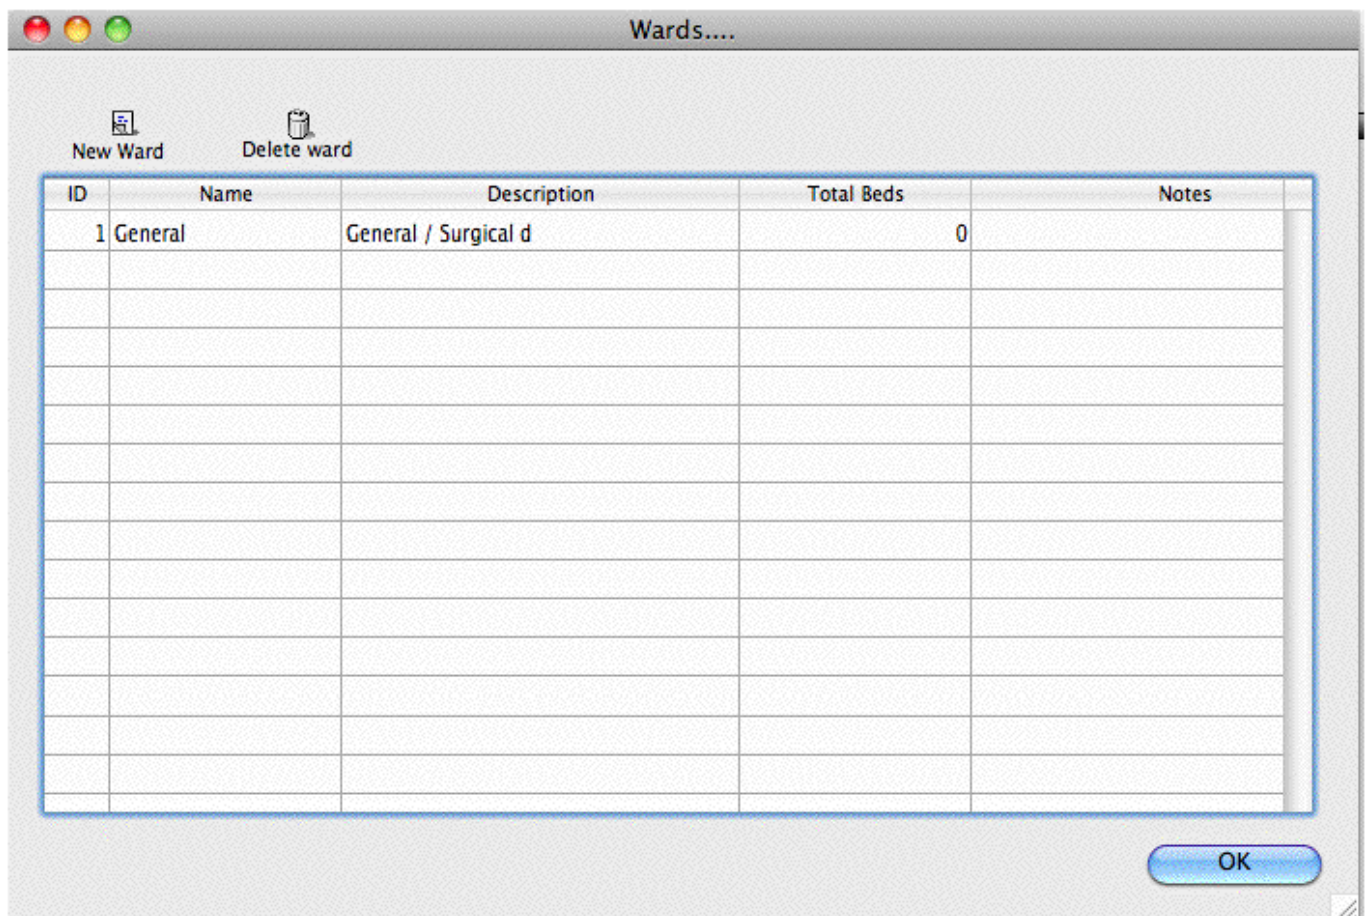 Wards....
New Ward Delete ward
ID Name Description Total Beds Notes
1 General General / Surgical d 0
OK